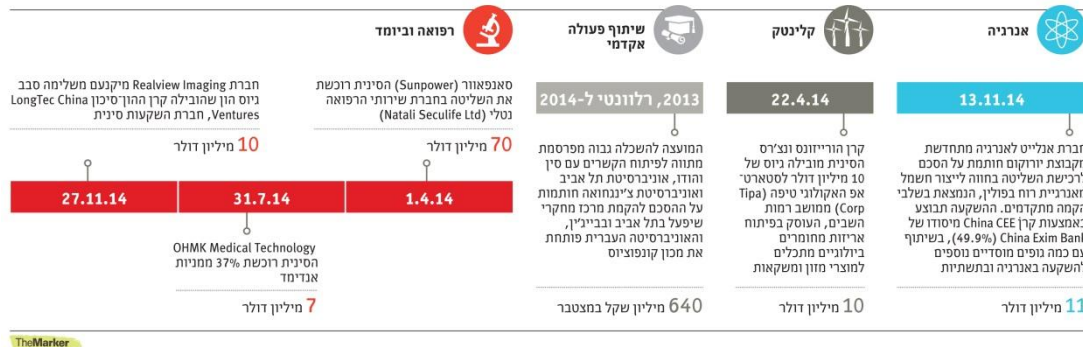 אנרגיה
13.11.14
חברת אנלייט לאנרגיה מתחדשת
מקבוצת יורוקום חותמת על הסכם
לרכישת השליטה בחווה לייצור חשמל
מאנרגיית רוח בפולין, הנמצאת בשלבי
הקמה מתקדמים. ההשקעה תבוצע
באמצעות קרן China CEE מיסודו של
China Exim Bank (49.9%), בשיתוף
עם כמה גופים מוסדיים נוספים
להשקעה באנרגיה ובתשתיות
11 מיליון דולר
קלינטק
22.4.14
קרן הורייזונס ונצ'רס
הסינית מובילה גיוס של
10 מיליון דולר לסטארט־
אפ האקולוגי טיפה (Tipa
Corp) ממושב רמות
השבים, העוסק בפיתוח
אריזות מחומרים
ביולוגיים מתכלים
למוצרי מזון ומשקאות
10 מיליון דולר
שיתוף פעולה
אקדמי
2013, רלוונטי ל-2014
המועצה להשכלה גבוה מפרסמת
מתווה לפיתוח הקשרים עם סין
והודו, אוניברסיטת תל אביב
ואוניברסיטת צ'ינגחואה חותמות
על ההסכם להקמת מרכז מחקרי
שיפעל בתל אביב ובבייג'ין,
והאוניברסיטה העברית פותחת
את מכון קונפוציוס
640 מיליון שקל במצטבר
רפואה וביומד
סאנפאוור (Sunpower) הסינית רוכשת
את השליטה בחברת שירותי הרפואה
נטלי (Natali Seculife Ltd)
70 מיליון דולר
1.4.14
31.7.14
OHMK Medical Technology
הסינית רוכשת 37% ממניות
אנדימד
7 מיליון דולר
חברת Realview Imaging מיקנעם משלימה סבב
גיוס הון שהובילה קרן ההון־סיכון LongTec China
Ventures, חברת השקעות סינית
10 מיליון דולר
27.11.14
TheMarker